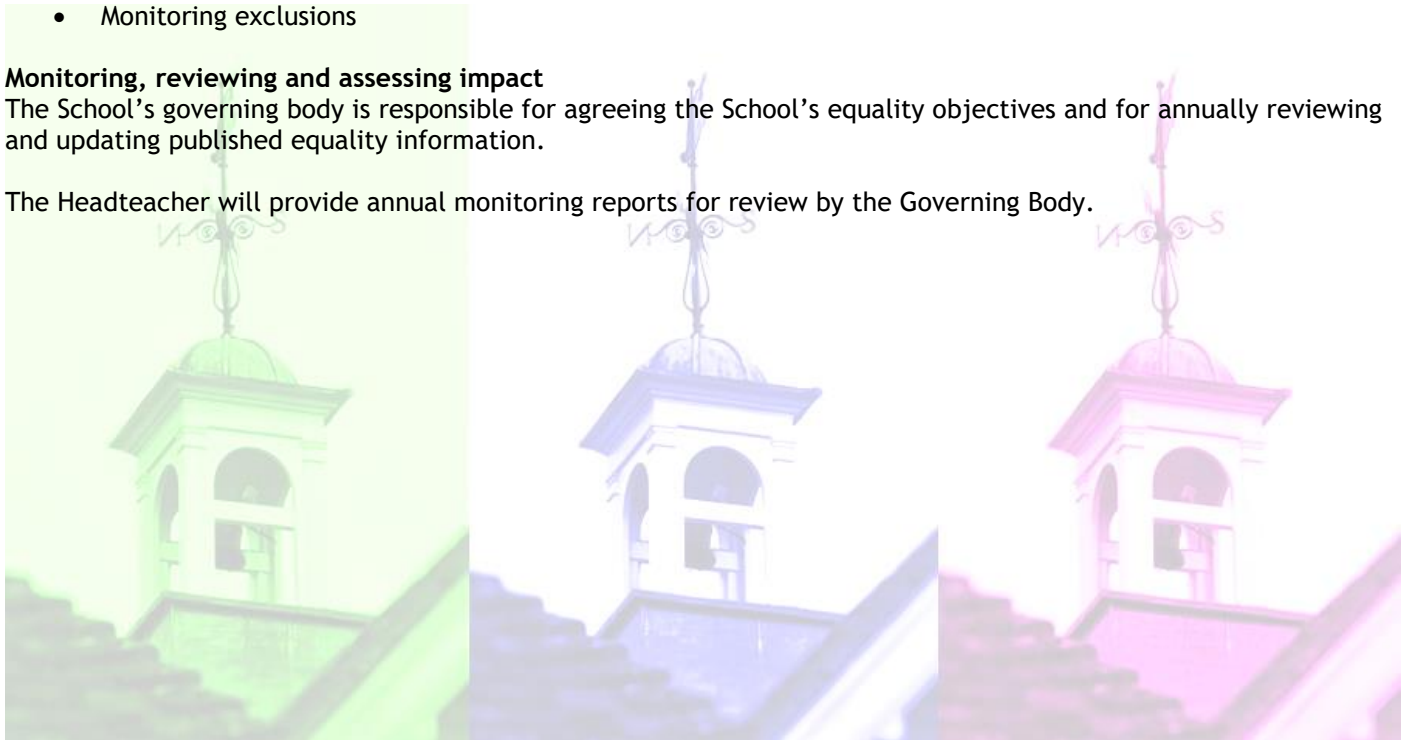 • Monitoring exclusions
Monitoring, reviewing and assessing impact
The School's governing body is responsible for agreeing the School's equality objectives and for annually reviewing
and updating published equality information.
The Headteacher will provide annual monitoring reports for review by the Governing Body.